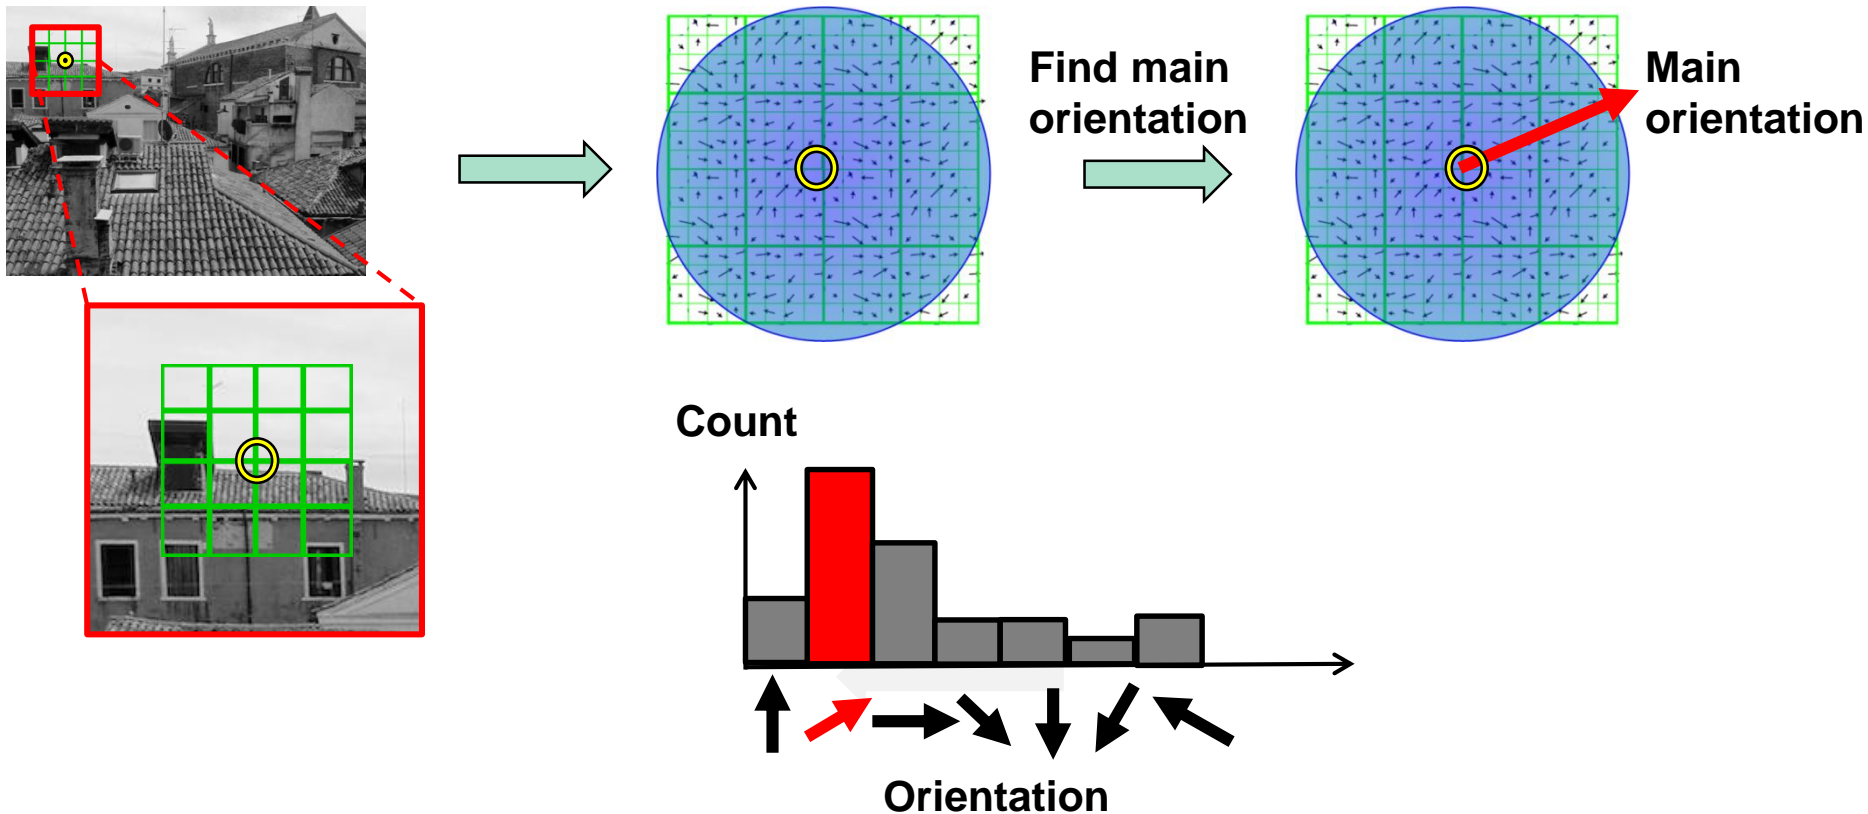 Find main
orientation
Main
orientation
Count
Orientation